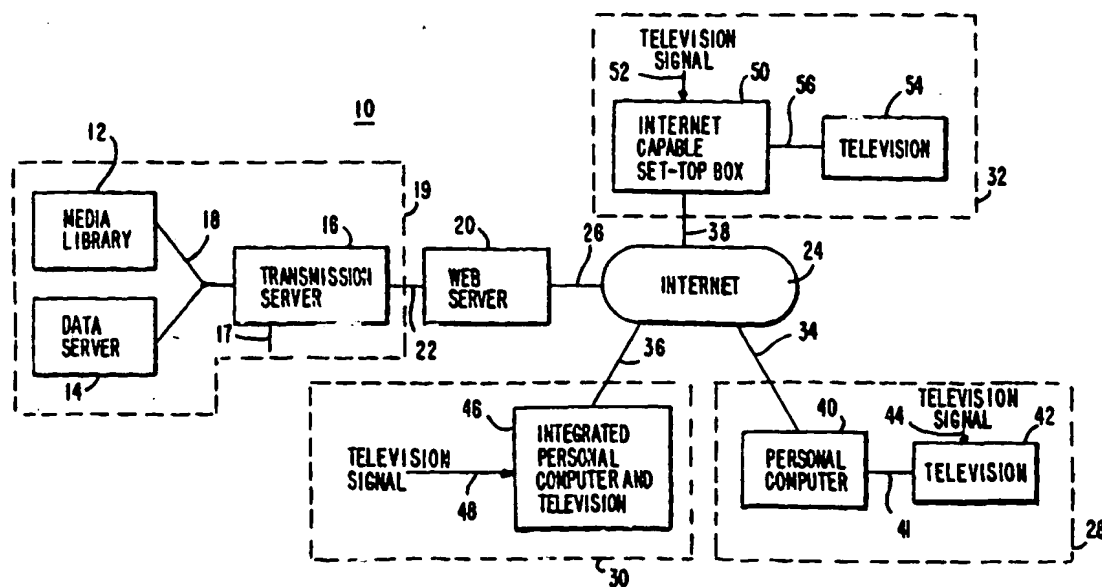 TELEVISION
SIGNAL
52
50
56
54
INTERNET
CAPABLE
SET-TOP BOX
TELEVISION
32
10
12
MEDIA
LIBRARY
18
19
16
TRANSMISSION
SERVER
20
WEB
SERVER
26
38
24
INTERNET
DATA
SERVER
14
17
22
36
34
46
INTEGRATED
PERSONAL
COMPUTER AND
TELEVISION
TELEVISION
SIGNAL
48
30
40
PERSONAL
COMPUTER
41
TELEVISION
SIGNAL
44
42
TELEVISION
28